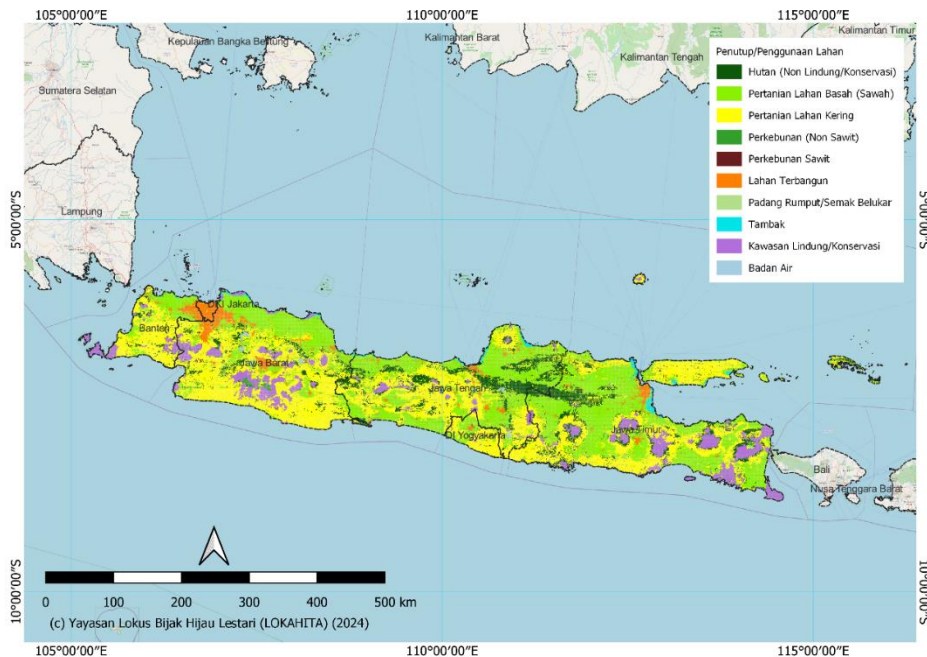 105°00'00"E
110°00'00"E
115°00'00"E
Kepulauan Bangka Belitung
Kalimantan Barat
Kalimantan Tengah
Kalimantan Timur
Sumatera Selatan
Lampung
Penutup/Penggunaan Lahan
Hutan (Non Lindung/Konservasi)
Pertanian Lahan Basah (Sawah)
Pertanian Lahan Kering
Perkebunan (Non Sawit)
Perkebunan Sawit
Lahan Terbangun
Padang Rumput/Semak Belukar
Tambak
Kawasan Lindung/Konservasi
Badan Air
5°00'00"S
5°00'00"S
DKI Jakarta
Banten
Jawa Barat
Jawa Tengah
DI Yogyakarta
Jawa Timur
Bali
Nusa Tenggara Barat
10°00'00"S
10°00'00"S
0 100 200 300 400 500 km
(c) Yayasan Lokus Bijak Hijau Lestari (LOKAHITA) (2024)
105°00'00"E
110°00'00"E
115°00'00"E